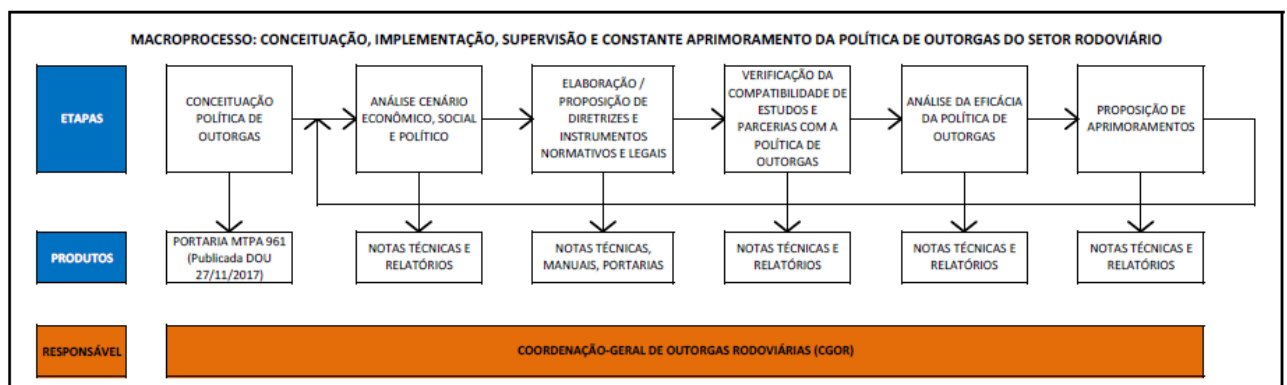 MACROPROCESSO: CONCEITUAÇÃO, IMPLEMENTAÇÃO, SUPERVISÃO E CONSTANTE APRIMORAMENTO DA POLÍTICA DE OUTORGAS DO SETOR RODOVIÁRIO
ETAPAS
CONCEITUAÇÃO
POLÍTICA DE
OUTORGAS
ANÁLISE CENÁRIO
ECONÔMICO, SOCIAL
E POLÍTICO
ELABORAÇÃO /
PROPOSIÇÃO DE
DIRETRIZES E
INSTRUMENTOS
NORMATIVOS E LEGAIS
VERIFICAÇÃO DA
COMPATIBILIDADE DE
ESTUDOS E
PARCERIAS COM A
POLÍTICA DE
OUTORGAS
ANÁLISE DA EFICÁCIA
DA POLÍTICA DE
OUTORGAS
PROPOSIÇÃO DE
APRIMORAMENTOS
PRODUTOS
PORTARIA MTPA 961
(Publicada DOU
27/11/2017)
NOTAS TÉCNICAS E
RELATÓRIOS
NOTAS TÉCNICAS,
MANUAIS, PORTARIAS
NOTAS TÉCNICAS E
RELATÓRIOS
NOTAS TÉCNICAS E
RELATÓRIOS
NOTAS TÉCNICAS E
RELATÓRIOS
RESPONSÁVEL
COORDENAÇÃO-GERAL DE OUTORGAS RODOVIÁRIAS (CGOR)